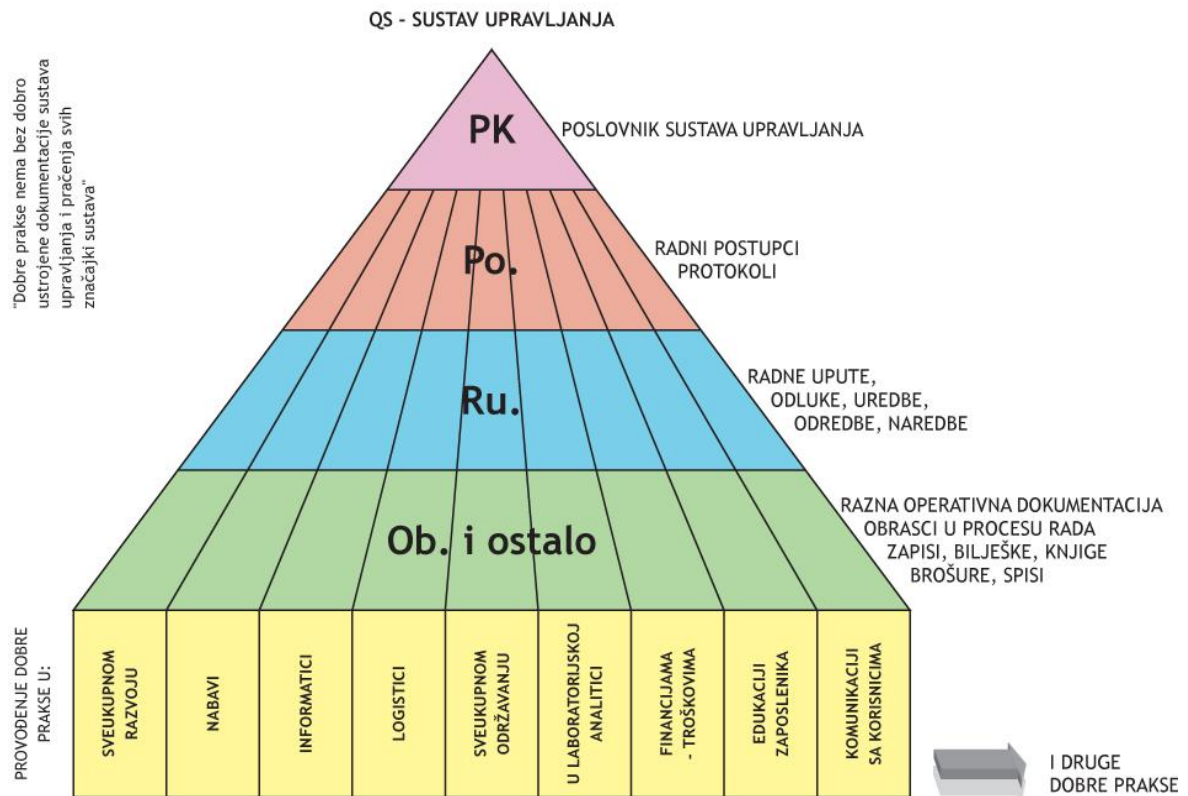 QS - SUSTAV UPRAVLJANJA
"Dobre prakse nema bez dobro
ustrojene dokumentacije sustava
upravljanja i pračenja svih
značajki sustava"
PK
POSLOVNIK SUSTAVA UPRAVLJANJA
Po.
RADNI POSTUPCI
PROTOKOLI
Ru.
RADNE UPUTE,
ODLUKE, UREDBE,
ODREDBE, NAREDBE
Ob. i ostalo
RAZNA OPERATIVNA DOKUMENTACIJA
OBRASCI U PROCESU RADA
ZAPISI, BILJEŠKE, KNJIGE
BROŠURE, SPISI
PROVOĐENJE DOBRE
PRAKSE U:
SVEUKUPNOM
RAZVOJU
NABAVI
INFORMATICI
LOGISTICI
SVEUKUPNOM
ODRŽAVANJU
U LABORATORIJSKOJ
ANALITICI
FINANCIJAMA
- TROŠKOVIMA
EDUKACIJI
ZAPOSLENIKA
KOMUNIKACIJI
SA KORISNICIMA
I DRUGE
DOBRE PRAKSE